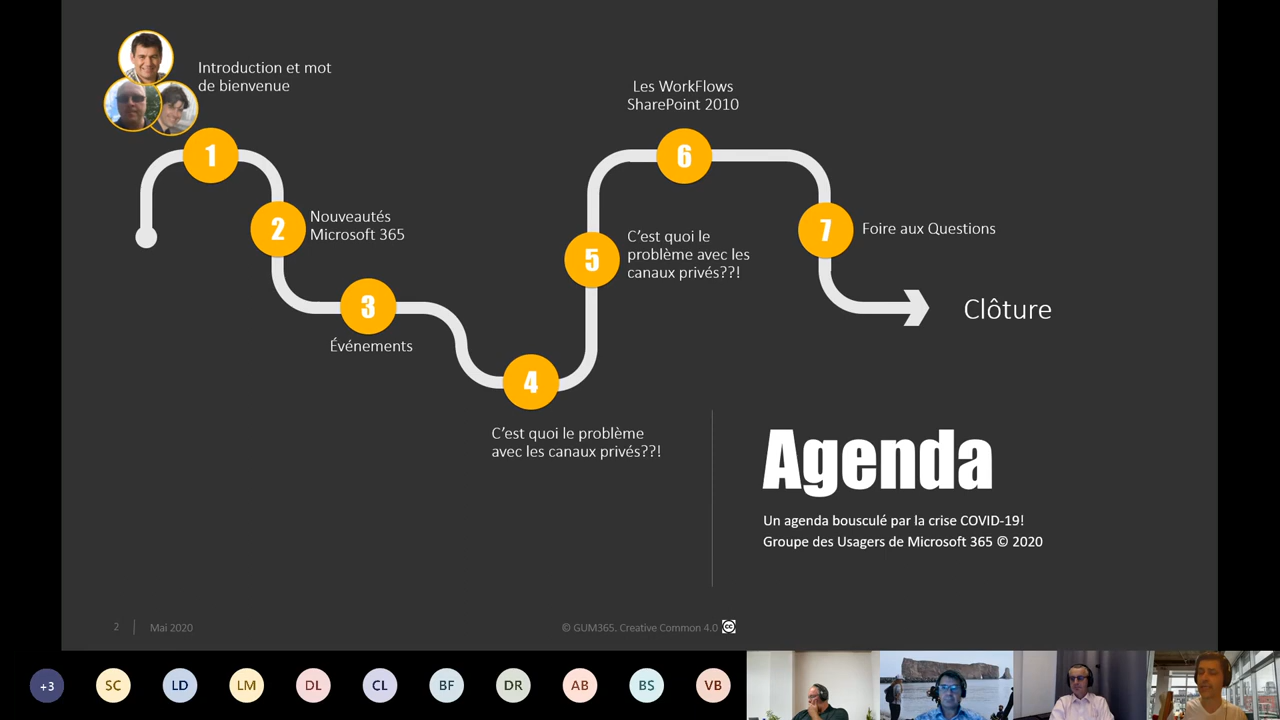 Introduction et mot
de bienvenue
1
2
Nouveautés
Microsoft 365
3
Événements
4
C'est quoi le problème
avec les canaux privés??!
5
C'est quoi le
problème avec les
canaux privés??!
Les WorkFlows
SharePoint 2010
6
7
Foire aux Questions
Clôture
Agenda
Un agenda bousculé par la crise COVID-19!
Groupe des Usagers de Microsoft 365 © 2020
2
Mai 2020
© GUM365. Creative Common 4.0
+3
SC
LD
LM
DL
CL
BF
DR
AB
BS
VB